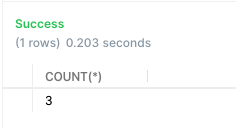 Success
(1 rows) 0.203 seconds
COUNT(*)
3